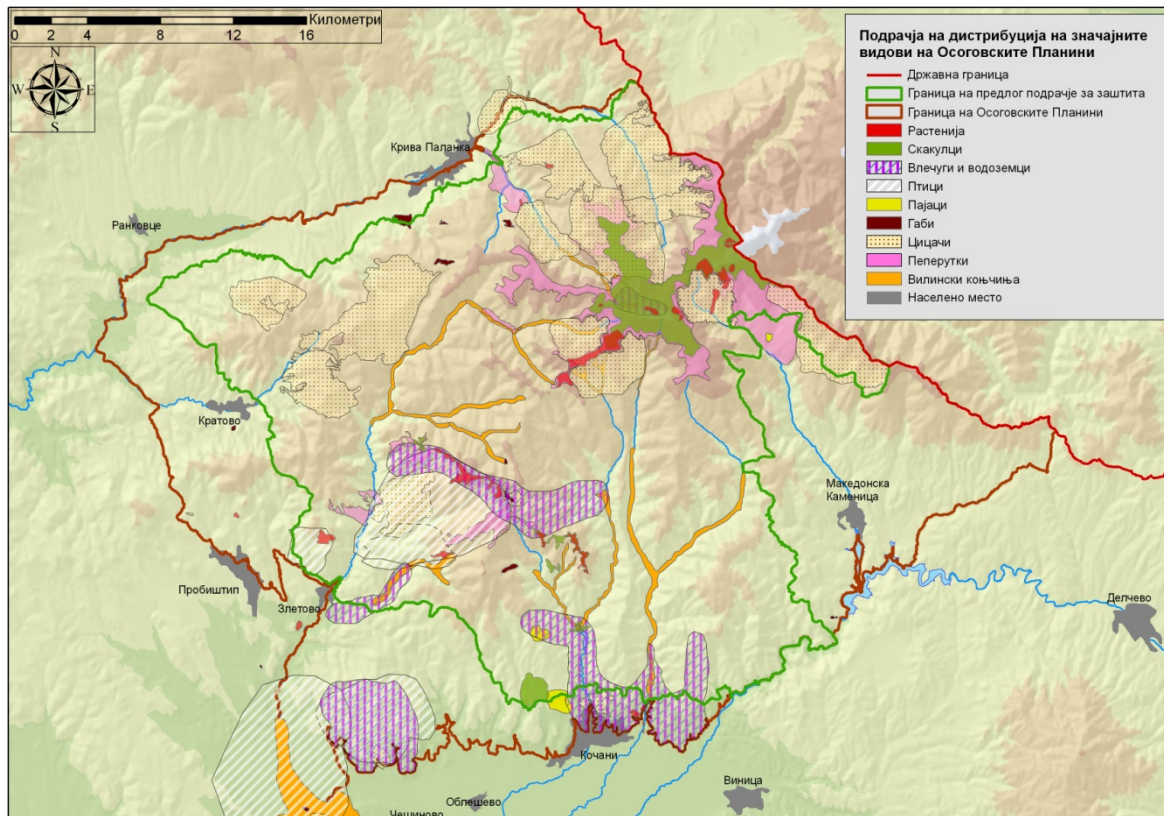 Километри
0 2 4 8 12 16
N
W E
S
Подрачја на дистрибуција на значајните
видови на Осоговските Планини
Државна граница
Граница на предлог подрачје за заштита
Граница на Осоговските Планини
Растенија
Скакулци
Влечуги и водоземци
Птици
Пајаци
Габи
Цицачи
Пеперутки
Вилински коњчиња
Населено место
Крива Паланка
Ранковце
Кратово
Македонска
Каменица
Пробиштип
Злетово
Делчево
Кочани
Виница
Облешево
Чешиново